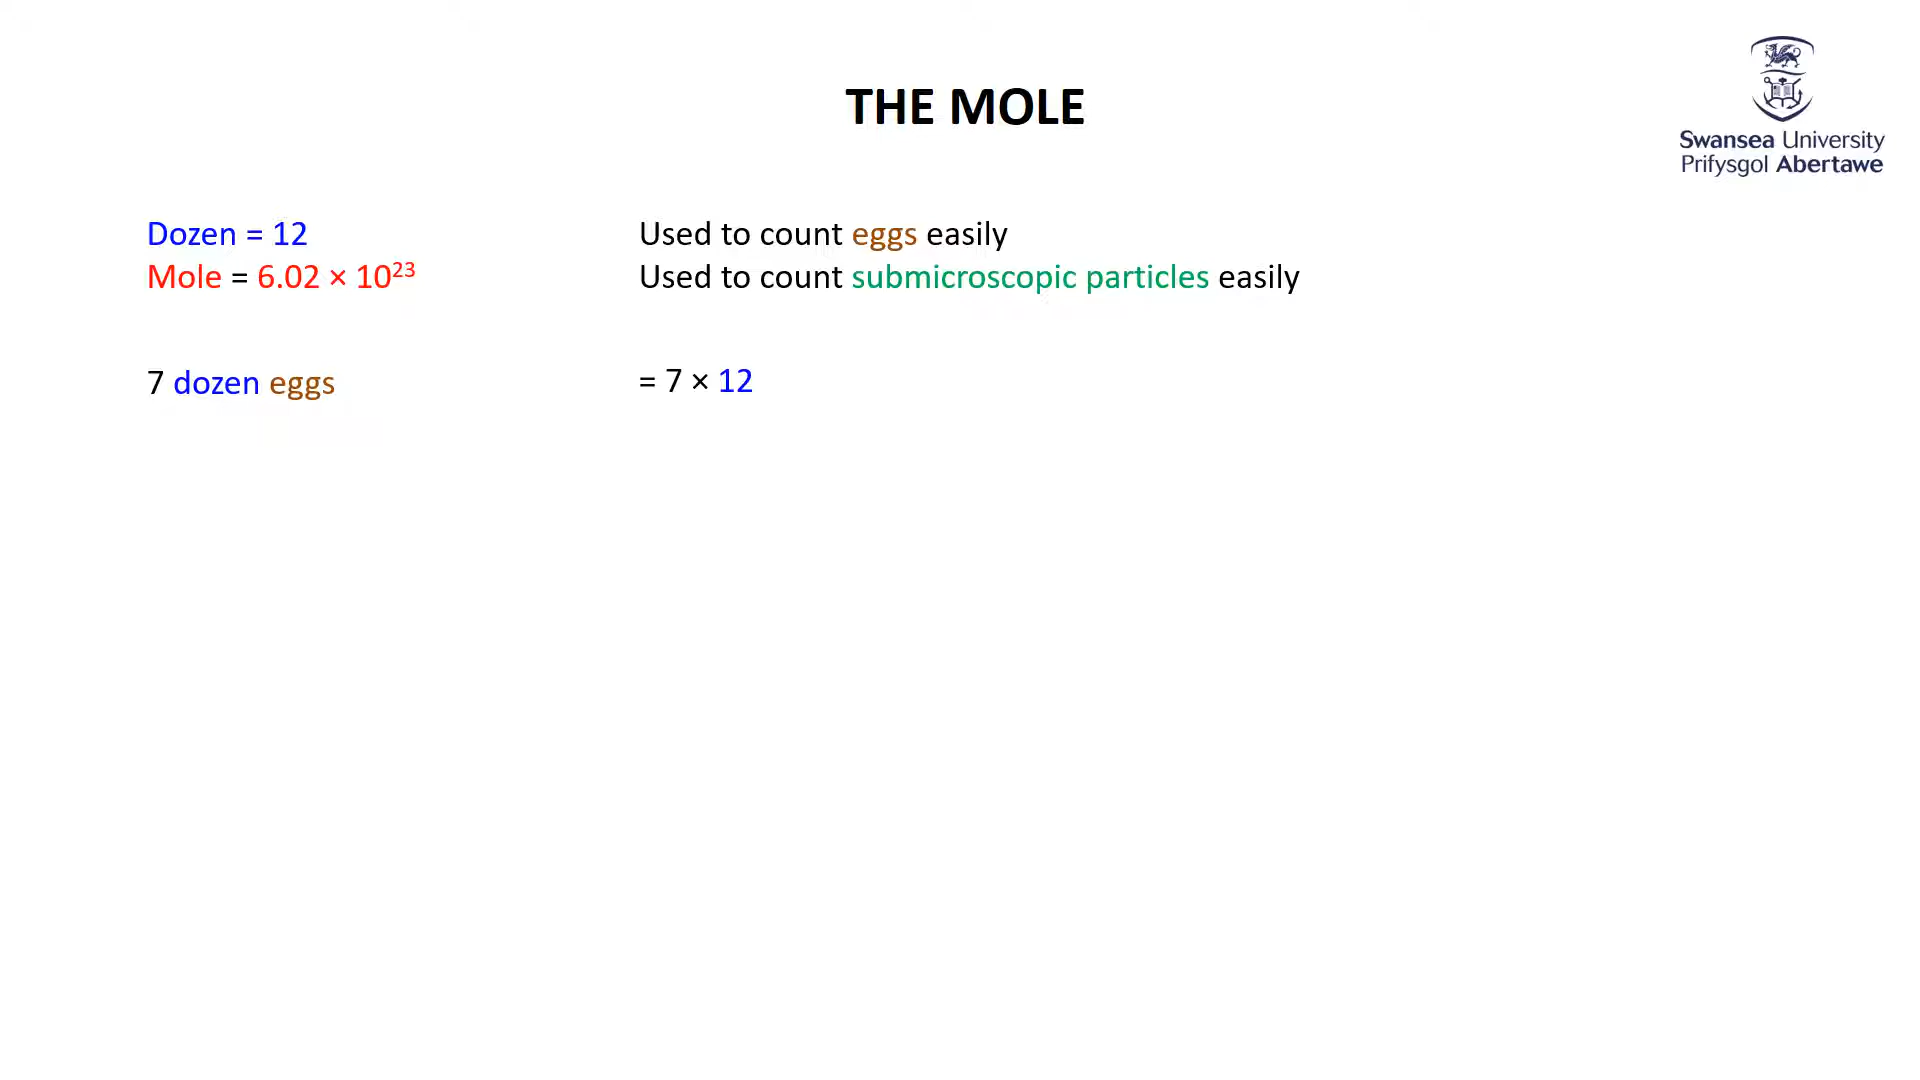 THE MOLE
Swansea University
Prifysgol Abertawe
Dozen = 12 Used to count eggs easily
Mole = 6.02 × 10²³ Used to count submicroscopic particles easily
7 dozen eggs = 7 × 12